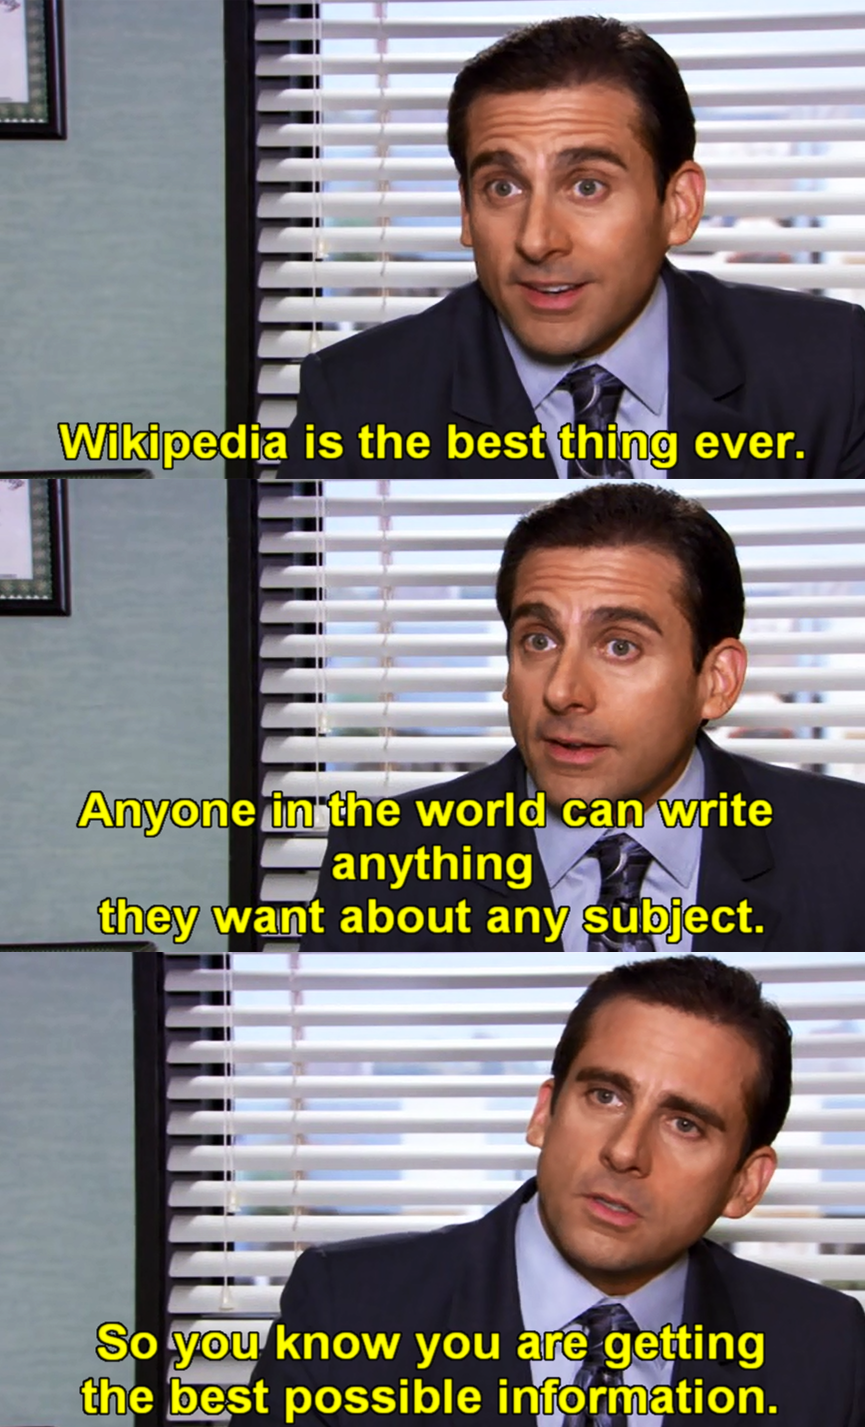 Wikipedia is the best thing ever.
Anyone in the world can write
anything
they want about any subject.
So you know you are getting
the best possible information.